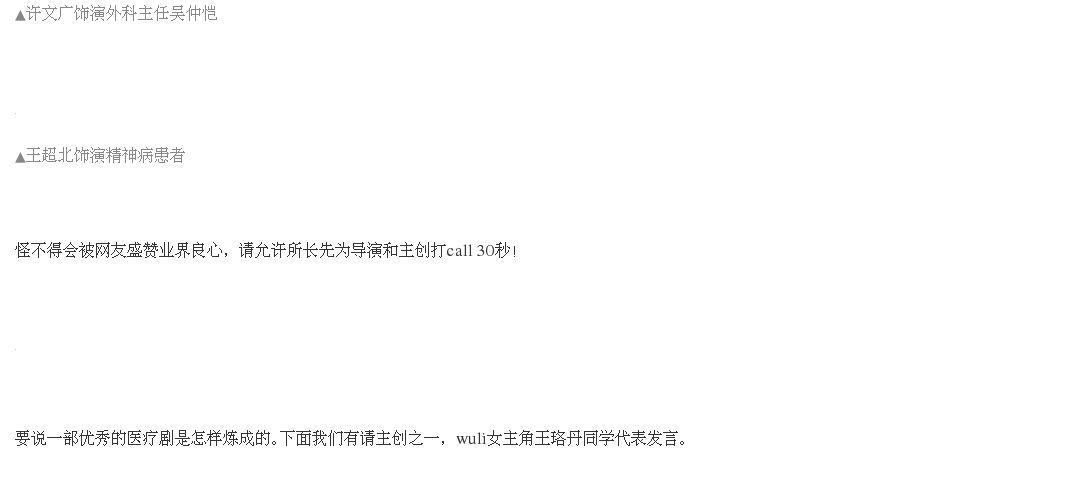 ▲许文广饰演外科主任吴仲恺
▲王超北饰演精神病患者
怪不得会被网友盛赞业界良心，请允许所长先为导演和主创打call 30秒！
要说一部优秀的医疗剧是怎样炼成的。下面我们有请主创之一，wuli女主角王珞丹同学代表发言。